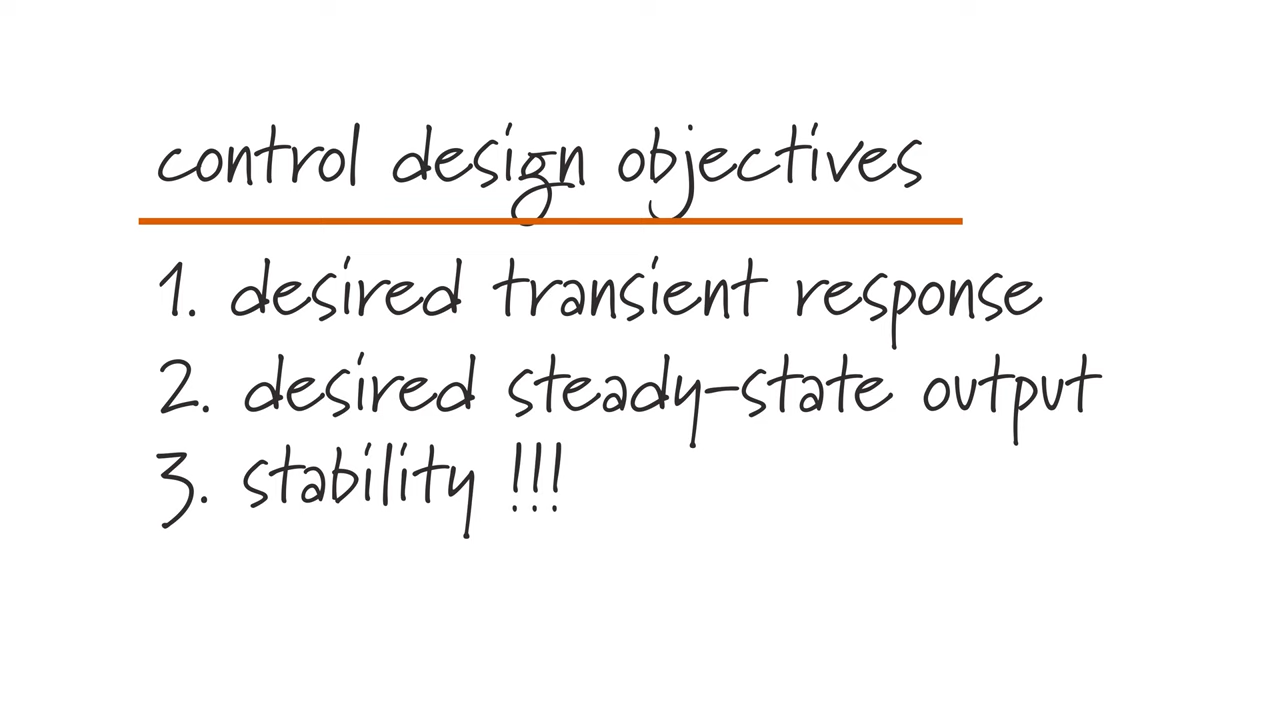 control design objectives
1. desired transient response
2. desired steady-state output
3. stability !!!